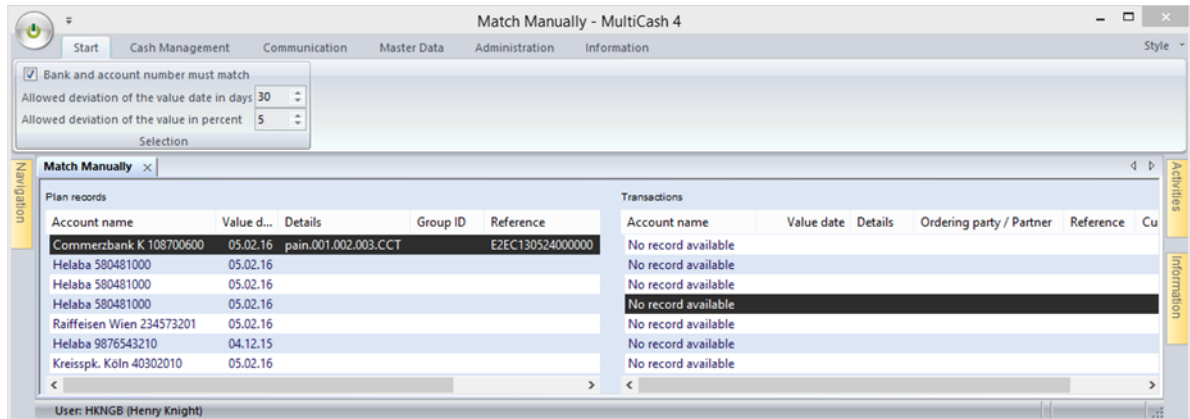 Match Manually - MultiCash 4
Start Cash Management Communication Master Data Administration Information Style
Bank and account number must match
Allowed deviation of the value date in days 30
Allowed deviation of the value in percent 5
Selection
Navigation
Match Manually
Activities
Information
Plan records
Account name Value d... Details Group ID Reference
Commerzbank K 108700600 05.02.16 pain.001.002.003.CCT E2EC130524000000
Helaba 580481000 05.02.16
Helaba 580481000 05.02.16
Helaba 580481000 05.02.16
Raiffeisen Wien 234573201 05.02.16
Helaba 9876543210 04.12.15
Kreisspk. Köln 40302010 05.02.16
Transactions
Account name Value date Details Ordering party / Partner Reference Cu
No record available
No record available
No record available
No record available
No record available
No record available
No record available
User: HKNGB (Henry Knight)